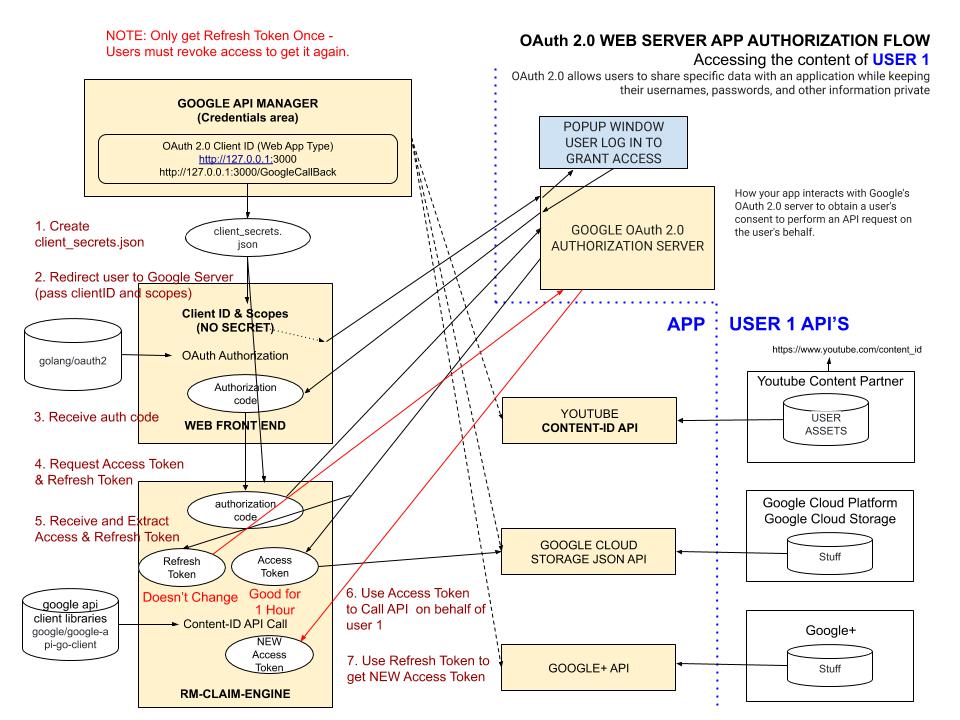 NOTE: Only get Refresh Token Once -
Users must revoke access to get it again.
OAuth 2.0 WEB SERVER APP AUTHORIZATION FLOW
Accessing the content of USER 1
OAuth 2.0 allows users to share specific data with an application while keeping
their usernames, passwords, and other information private
GOOGLE API MANAGER
(Credentials area)
OAuth 2.0 Client ID (Web App Type)
http://127.0.0.1:3000
http://127.0.0.1:3000/GoogleCallBack
POPUP WINDOW
USER LOG IN TO
GRANT ACCESS
GOOGLE OAuth 2.0
AUTHORIZATION SERVER
How your app interacts with Google's
OAuth 2.0 server to obtain a user's
consent to perform an API request on
the user's behalf.
1. Create
client_secrets.json
client_secrets.
json
2. Redirect user to Google Server
(pass clientID and scopes)
Client ID & Scopes
(NO SECRET)
golang/oauth2
OAuth Authorization
Authorization
code
3. Receive auth code
WEB FRONT END
APP
USER 1 API'S
https://www.youtube.com/content_id
Youtube Content Partner
USER
ASSETS
YOUTUBE
CONTENT-ID API
4. Request Access Token
& Refresh Token
authorization
code
5. Receive and Extract
Access & Refresh Token
Refresh
Token
Access
Token
Doesn't Change
Good for
1 Hour
GOOGLE CLOUD
STORAGE JSON API
Google Cloud Platform
Google Cloud Storage
Stuff
google api
client libraries
google/google-a
pi-go-client
Content-ID API Call
NEW
Access
Token
RM-CLAIM-ENGINE
6. Use Access Token
to Call API on behalf of
user 1
7. Use Refresh Token to
get NEW Access Token
GOOGLE+ API
Google+
Stuff